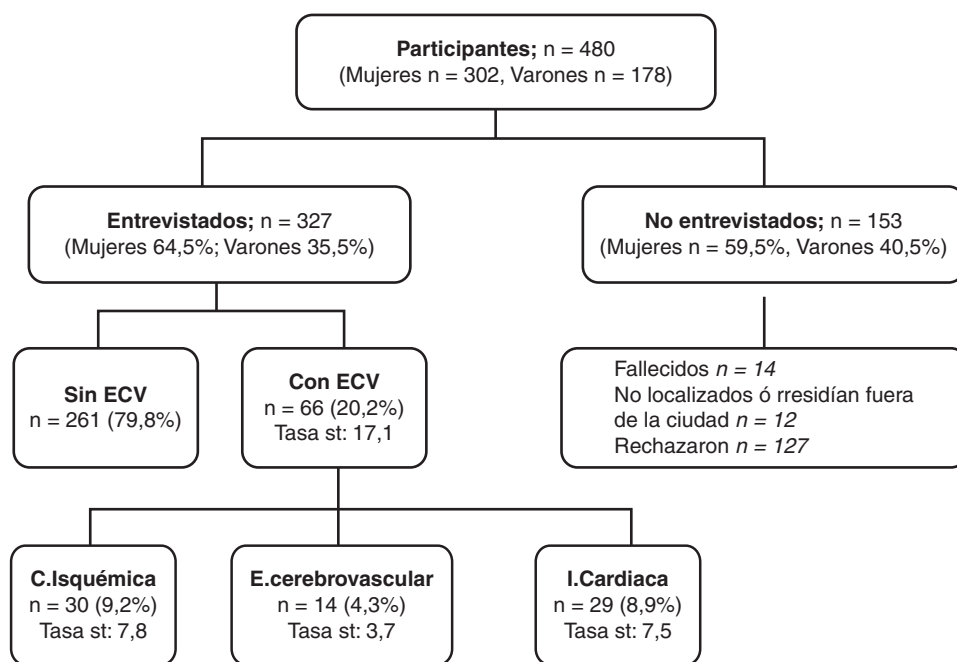 Participantes; n = 480
(Mujeres n = 302, Varones n = 178)
Entrevistados; n = 327
(Mujeres 64,5%; Varones 35,5%)
No entrevistados; n = 153
(Mujeres n = 59,5%, Varones 40,5%)
Sin ECV
n = 261 (79,8%)
Con ECV
n = 66 (20,2%)
Tasa st: 17,1
Fallecidos n = 14
No localizados ó rresidían fuera
de la ciudad n = 12
Rechazaron n = 127
C.Isquémica
n = 30 (9,2%)
Tasa st: 7,8
E.cerebrovascular
n = 14 (4,3%)
Tasa st: 3,7
I.Cardiaca
n = 29 (8,9%)
Tasa st: 7,5